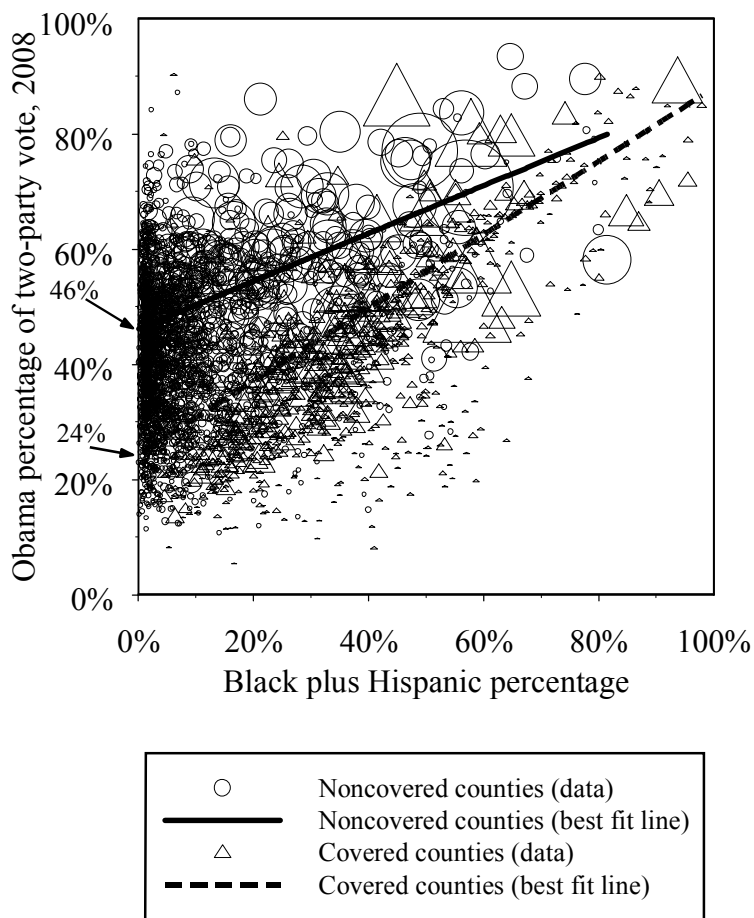 Obama percentage of two-party vote, 2008
100%
80%
60%
46%
40%
24%
20%
0%
0% 20% 40% 60% 80% 100%
Black plus Hispanic percentage
Noncovered counties (data)
Noncovered counties (best fit line)
Covered counties (data)
Covered counties (best fit line)